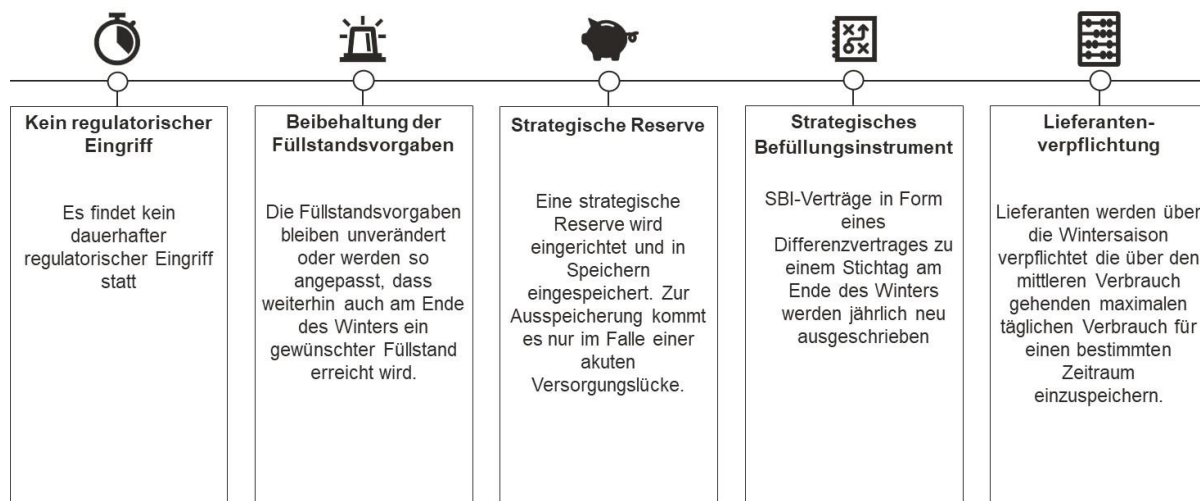 Kein regulatorischer
Eingriff
Es findet kein
dauerhafter
regulatorischer Eingriff
statt
Beibehaltung der
Füllstandsvorgaben
Die Füllstandsvorgaben
bleiben unverändert
oder werden so
angepasst, dass
weiterhin auch am Ende
des Winters ein
gewünschter Füllstand
erreicht wird.
Strategische Reserve
Eine strategische
Reserve wird
eingerichtet und in
Speichern
eingespeichert. Zur
Ausspeicherung kommt
es nur im Falle einer
akuten
Versorgungslücke.
Strategisches
Befüllungsinstrument
SBI-Verträge in Form
eines
Differenzvertrages zu
einem Stichtag am
Ende des Winters
werden jährlich neu
ausgeschrieben
Lieferanten-
verpflichtung
Lieferanten werden über
die Wintersaison
verpflichtet die über den
mittleren Verbrauch
gehenden maximalen
täglichen Verbrauch für
einen bestimmten
Zeitraum
einzuspeichern.